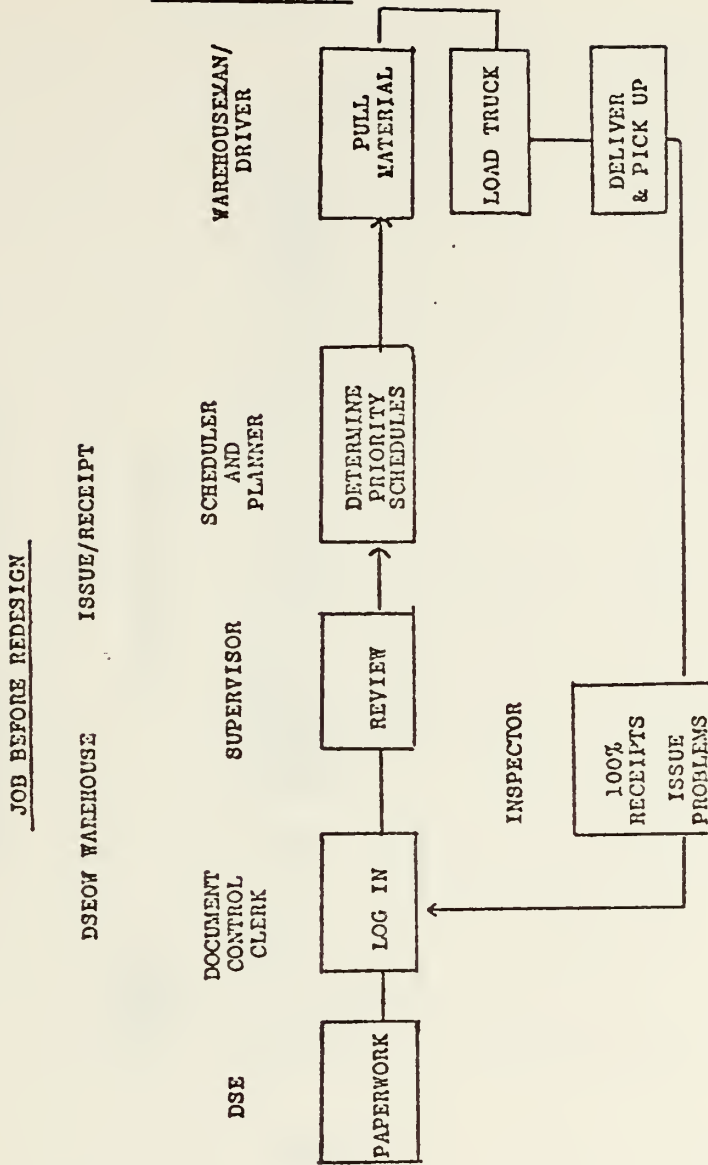 JOB BEFORE REDESIGN
DSEOW WAREHOUSE ISSUE/RECEIPT
DSE
DOCUMENT
CONTROL
CLERK
SUPERVISOR
SCHEDULER
AND
PLANNER
WAREHOUSEMAN/
DRIVER
PAPERWORK
LOG IN
REVIEW
DETERMINE
PRIORITY
SCHEDULES
PULL
MATERIAL
LOAD TRUCK
DELIVER
& PICK UP
INSPECTOR
100%
RECEIPTS
ISSUE
PROBLEMS